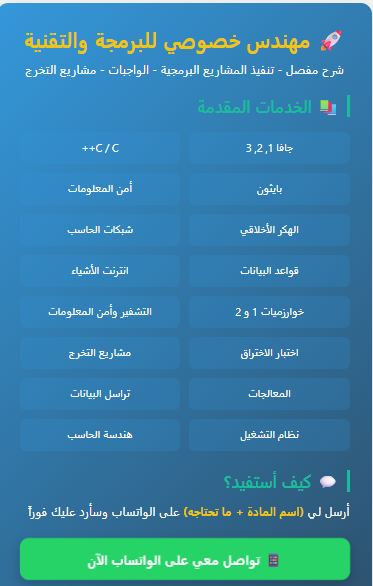 🚀 مهندس خصوصي للبرمجة والتقنية
شرح مفصل - تنفيذ المشاريع البرمجية - الواجبات - مشاريع التخرج
📚 الخدمات المقدمة
جافا 1, 2, 3
C / C++
بايثون
أمن المعلومات
الهكر الأخلاقي
شبكات الحاسب
قواعد البيانات
انترنت الأشياء
خوارزميات 1 و 2
التشفير وأمن المعلومات
اختبار الاختراق
مشاريع التخرج
المعالجات
تراسل البيانات
نظام التشغيل
هندسة الحاسب
💬 كيف أستفيد؟
أرسل لي (اسم المادة + ما تحتاجه) على الواتساب وسأرد عليك فوراً
📱 تواصل معي على الواتساب الآن